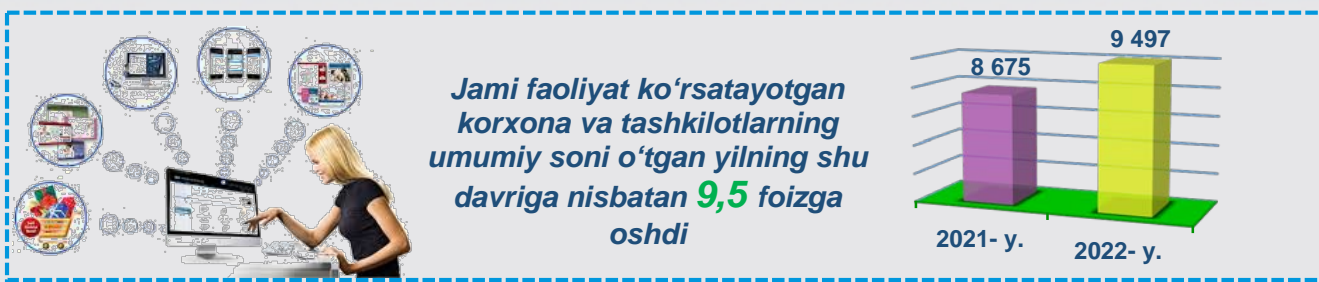 Jami faoliyat ko‘rsatayotgan
korxona va tashkilotlarning
umumiy soni o‘tgan yilning shu
davriga nisbatan 9,5 foizga
oshdi
9 497
8 675
2021- y.
2022- y.